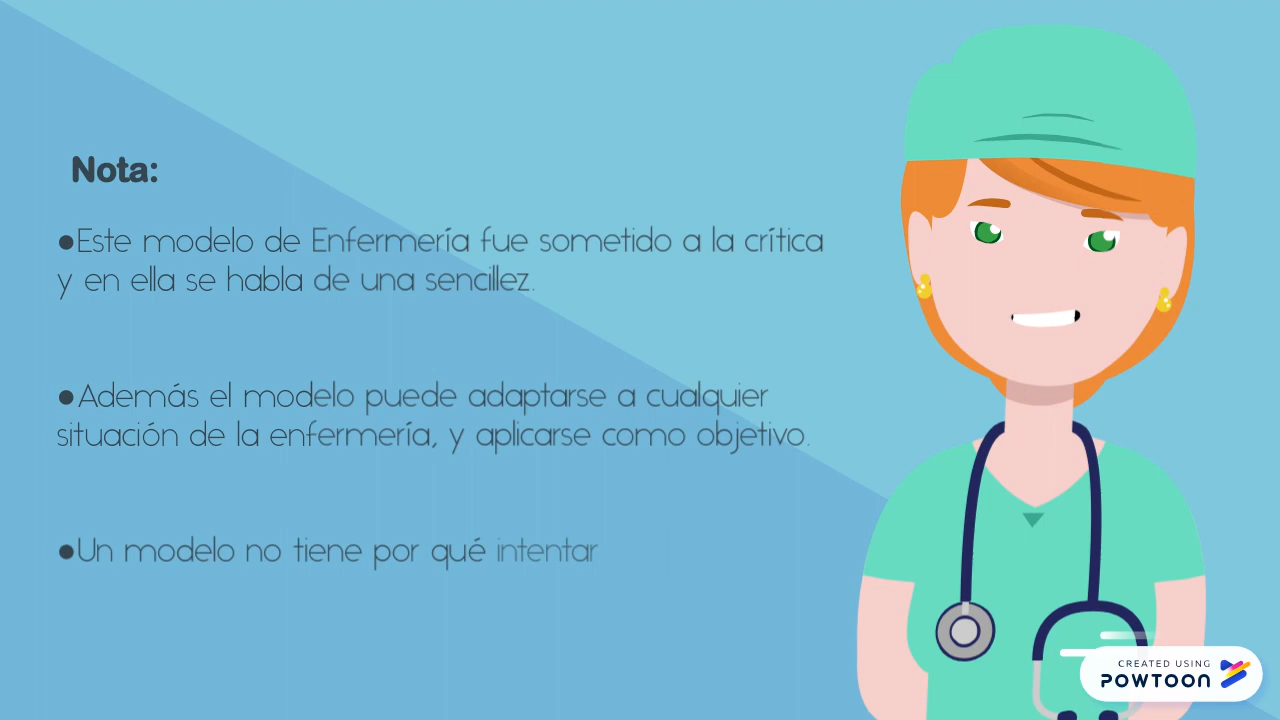 Nota:
●Este modelo de Enfermería fue sometido a la crítica
y en ella se habla de una sencillez.
●Además el modelo puede adaptarse a cualquier
situación de la enfermería, y aplicarse como objetivo.
●Un modelo no tiene por qué intentar
CREATED USING
POWTOON